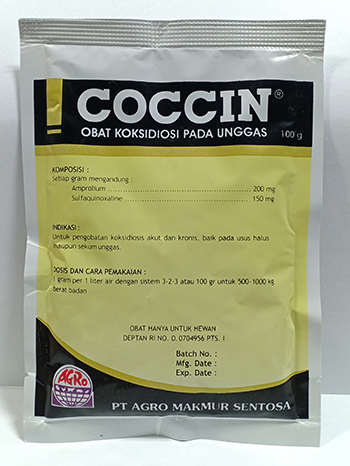 COCCIN®
OBAT KOKSIDIOSI PADA UNGGAS
100 g
KOMPOSISI :
Setiap gram mengandung :
Amprolium ........................................ 200 mg
Sulfaquinoxaline ................................ 150 mg
INDIKASI :
Untuk pengobatan koksidiosis akut dan kronis, baik pada usus halus
maupun sekum unggas.
DOSIS DAN CARA PEMAKAIAN :
1 gram per 1 liter air dengan sistem 3-2-3 atau 100 gr untuk 500-1000 kg
berat badan
OBAT HANYA UNTUK HEWAN
DEPTAN RI NO. D. 0704956 PTS. I
Batch No. :
Mfg. Date :
Exp. Date :
AGRO
PT AGRO MAKMUR SENTOSA